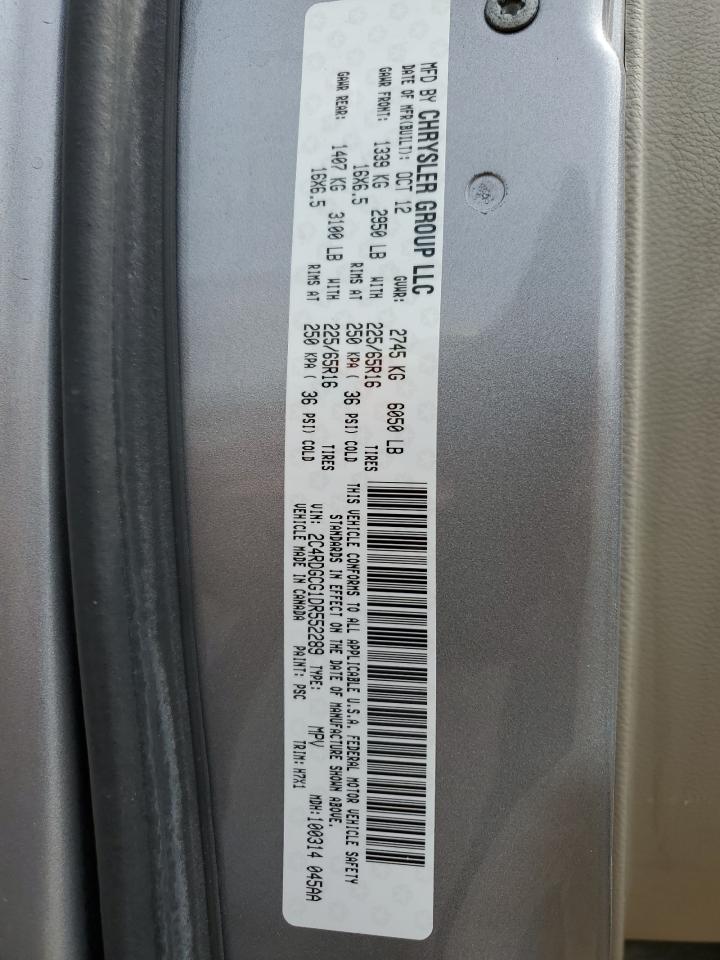 MFD BY CHRYSLER GROUP LLC
DATE OF MFR(BUILT): OCT 12 GVWR: 2745 KG 6050 LB
GAWR FRONT: 1339 KG 2950 LB WITH 225/65R16 TIRES
16X6.5 RIMS AT 250 KPA ( 36 PSI) COLD
GAWR REAR: 1407 KG 3100 LB WITH 225/65R16 TIRES
16X6.5 RIMS AT 250 KPA ( 36 PSI) COLD
THIS VEHICLE CONFORMS TO ALL APPLICABLE U.S.A. FEDERAL MOTOR VEHICLE SAFETY
STANDARDS IN EFFECT ON THE DATE OF MANUFACTURE SHOWN ABOVE.
VIN: 2C4RDGCG1DR552289 TYPE: MPV MDH:100314 045AA
VEHICLE MADE IN CANADA PAINT: PSC TRIM: H7X1